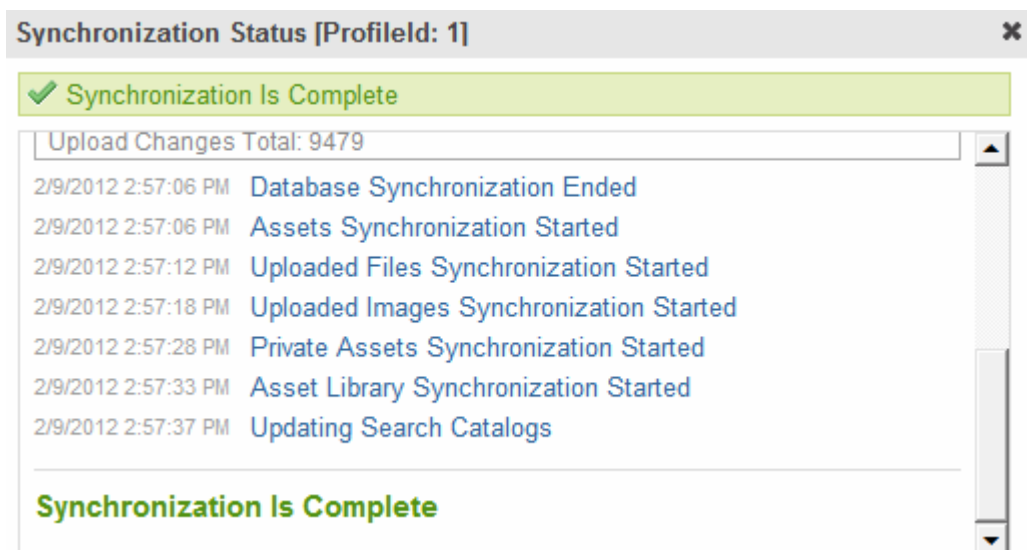 Synchronization Status [ProfileId: 1]
Synchronization Is Complete
Upload Changes Total: 9479
2/9/2012 2:57:06 PM Database Synchronization Ended
2/9/2012 2:57:06 PM Assets Synchronization Started
2/9/2012 2:57:12 PM Uploaded Files Synchronization Started
2/9/2012 2:57:18 PM Uploaded Images Synchronization Started
2/9/2012 2:57:28 PM Private Assets Synchronization Started
2/9/2012 2:57:33 PM Asset Library Synchronization Started
2/9/2012 2:57:37 PM Updating Search Catalogs
Synchronization Is Complete